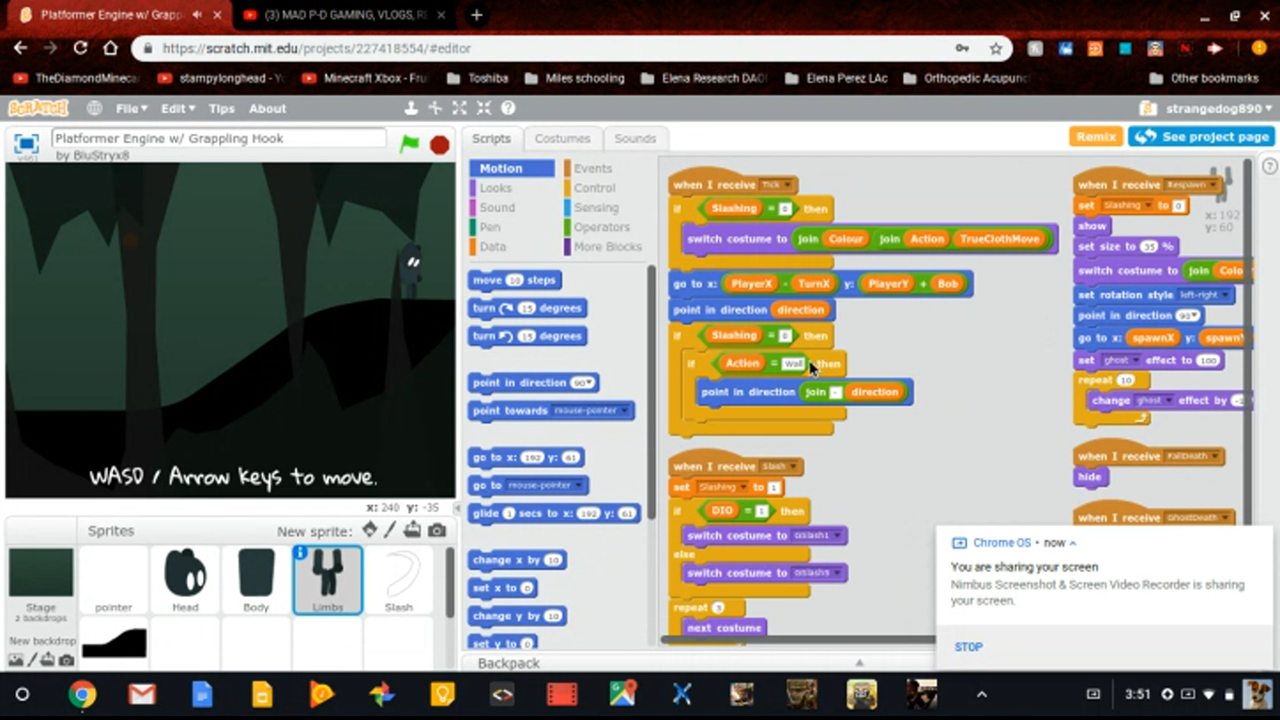 Platformer Engine w/ Grapp
(3) MAD P-D GAMING, VLOGS, RE
https://scratch.mit.edu/projects/227418554/#editor
TheDiamondMinecar
stampylonghead - Yo
Minecraft Xbox - Frui
Toshiba
Miles schooling
Elena Research DAO
Elena Perez LAc
Orthopedic Acupunc
Other bookmarks
SCRATCH
File
Edit
Tips
About
strangedog890
Platformer Engine w/ Grappling Hook
by BluStryx8
v461
Scripts
Costumes
Sounds
Remix
See project page
WASD / Arrow keys to move.
x: 240 y: -35
Motion
Events
Looks
Control
Sound
Sensing
Pen
Operators
Data
More Blocks
move 10 steps
turn 15 degrees
turn 15 degrees
point in direction 90
point towards mouse-pointer
go to x: 192 y: 61
go to mouse-pointer
glide 1 secs to x: 192 y: 61
change x by 10
set x to 0
change y by 10
set y to 0
when I receive Tick
if Slashing = 0 then
switch costume to join Colour join Action TrueClothMove
go to x: PlayerX - TurnX y: PlayerY + Bob
point in direction direction
if Slashing = 0 then
if Action = Wall then
point in direction join - direction
when I receive Slash
set Slashing to 1
if DIO = 1 then
switch costume to GSlash1
else
switch costume to GSlash5
repeat 3
next costume
when I receive Respawn
set Slashing to 0
show
set size to 35 %
switch costume to join Colo
set rotation style left-right
point in direction 90
go to x: spawnX y: spawnY
set ghost effect to 100
repeat 10
change ghost effect by -1
when I receive FallDeath
hide
when I receive GhostDeath
x: 192
y: 60
Sprites
New sprite:
Stage
2 backdrops
New backdrop
pointer
Head
Body
Limbs
Slash
Backpack
Chrome OS • now
You are sharing your screen
Nimbus Screenshot & Screen Video Recorder is sharing
your screen.
STOP
3:51